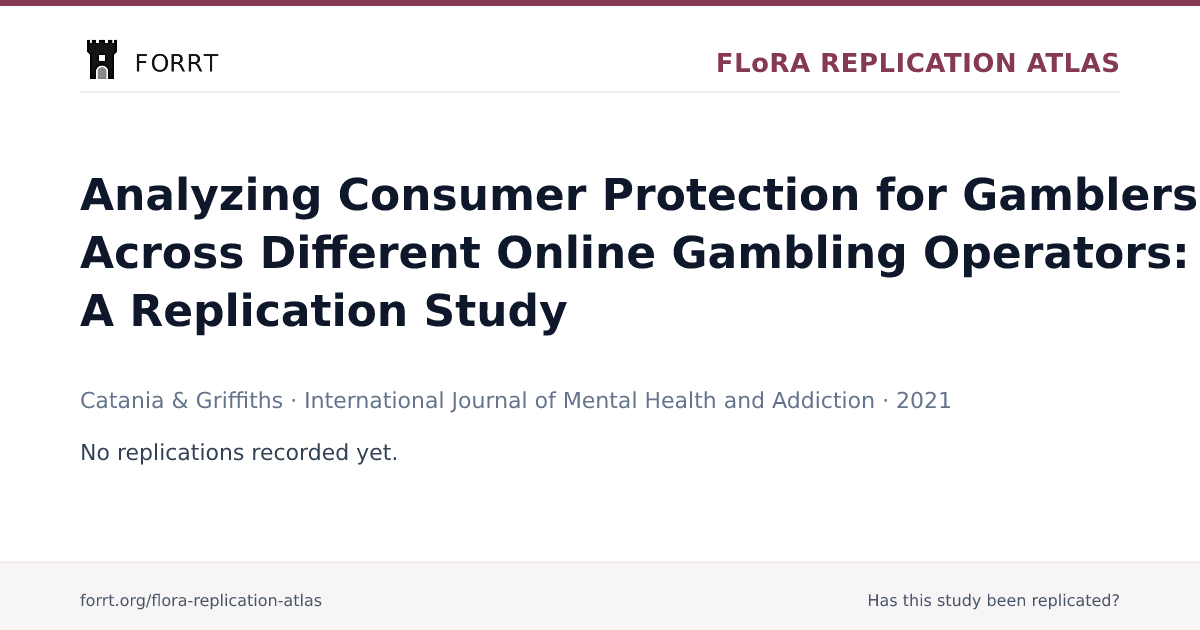 FORRT
FLoRA REPLICATION ATLAS
Analyzing Consumer Protection for Gamblers
Across Different Online Gambling Operators:
A Replication Study
Catania & Griffiths · International Journal of Mental Health and Addiction · 2021
No replications recorded yet.
forrt.org/flora-replication-atlas
Has this study been replicated?